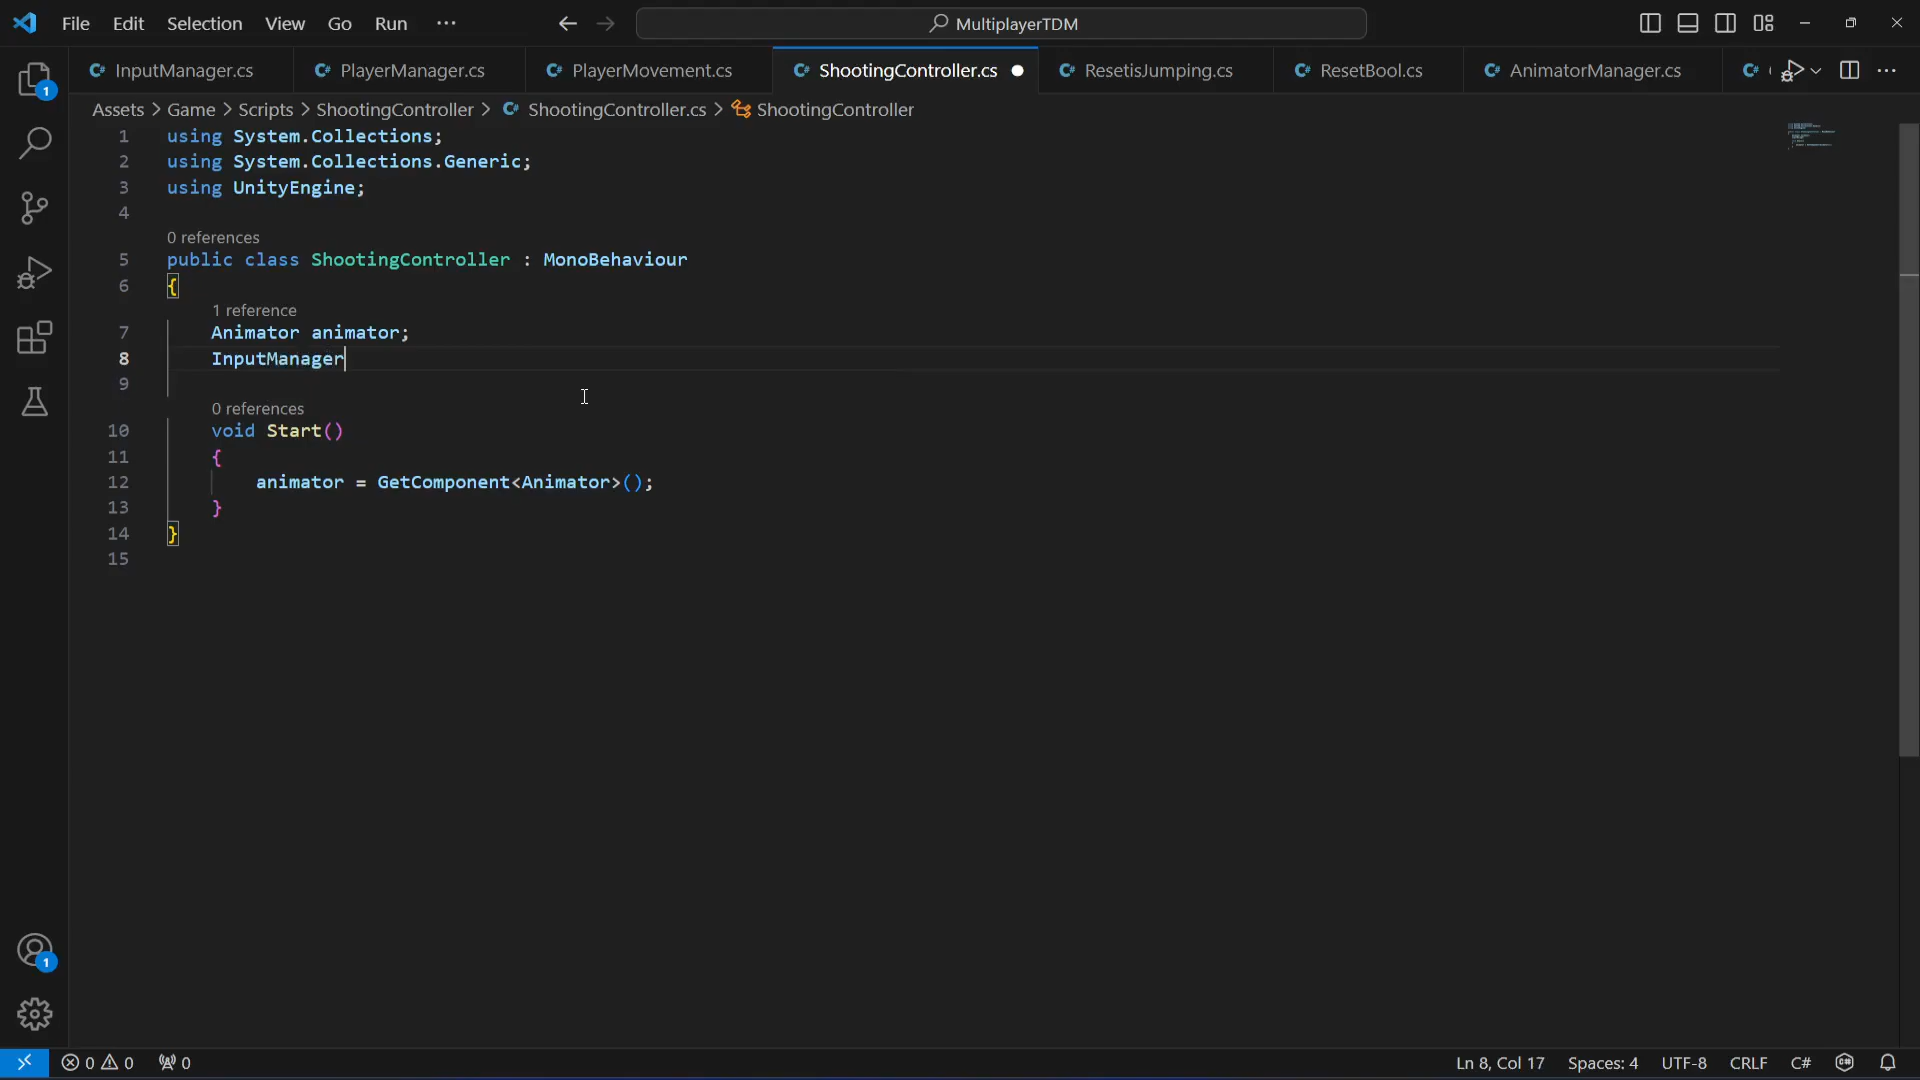 File Edit Selection View Go Run ···
MultiplayerTDM
InputManager.cs PlayerManager.cs PlayerMovement.cs ShootingController.cs ResetisJumping.cs ResetBool.cs AnimatorManager.cs
Assets > Game > Scripts > ShootingController > ShootingController.cs > ShootingController
1 using System.Collections;
2 using System.Collections.Generic;
3 using UnityEngine;
4
0 references
5 public class ShootingController : MonoBehaviour
6 {
1 reference
7 Animator animator;
8 InputManager
9
0 references
10 void Start()
11 {
12 animator = GetComponent<Animator>();
13 }
14 }
15
1
1
0 0 0
Ln 8, Col 17 Spaces: 4 UTF-8 CRLF C#